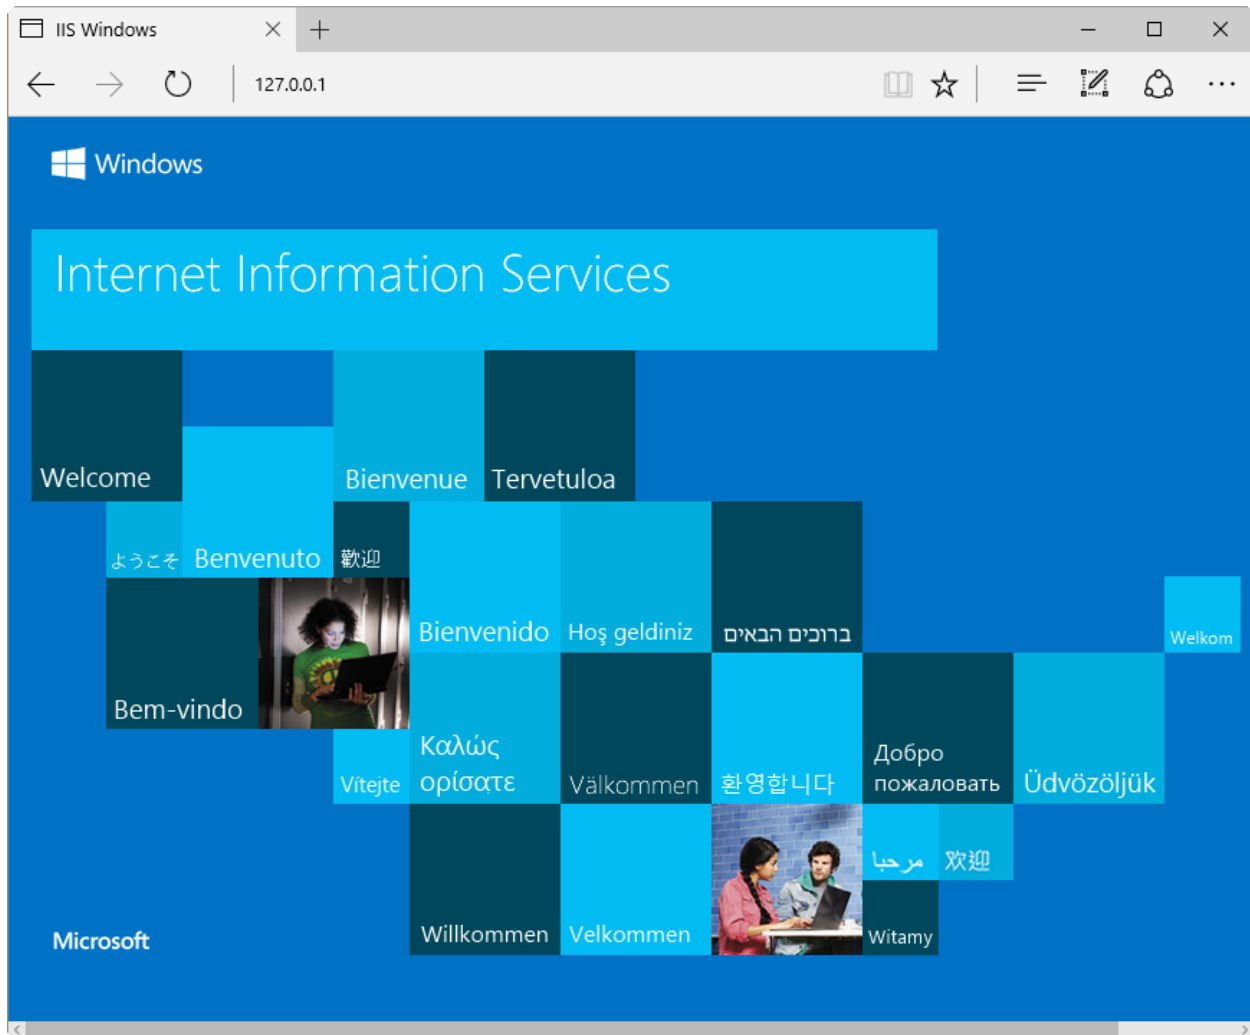 IIS Windows
127.0.0.1
Windows
Internet Information Services
Welcome
Bienvenue
Tervetuloa
ようこそ
Benvenuto
歡迎
Bienvenido
Hoş geldiniz
ברוכים הבאים
Welkom
Bem-vindo
Vítejte
Καλώς
ορίσατε
Välkommen
환영합니다
Добро
пожаловать
Üdvözöljük
مرحبا
欢迎
Willkommen
Velkommen
Witamy
Microsoft